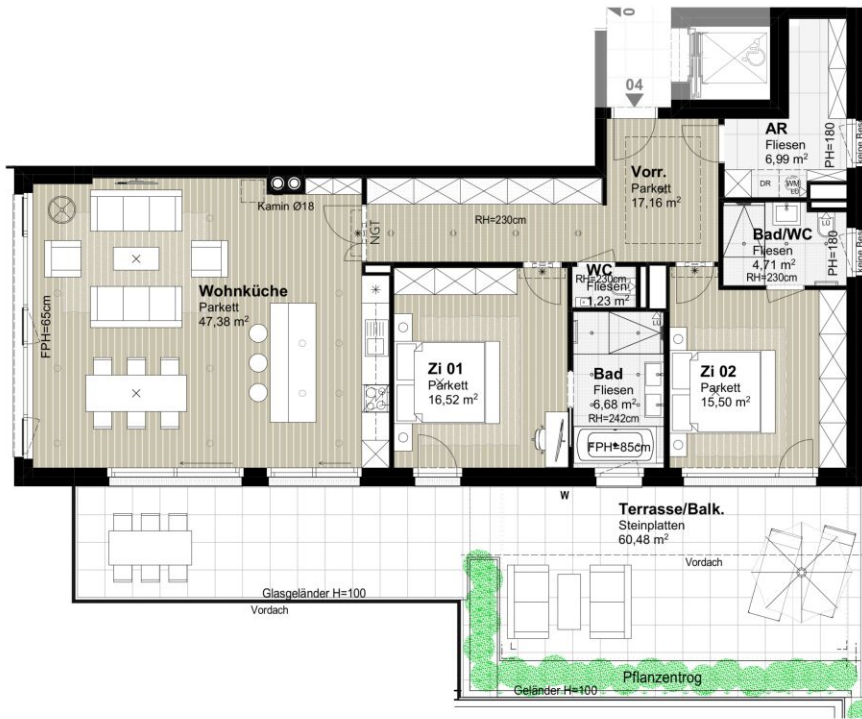 04
AR
Fliesen
6,99 m²
PH=180
DR
WM
Vorr.
Parkett
17,16 m²
Kamin Ø18
RH=230cm
NGT
Bad/WC
Fliesen
4,71 m²
RH=230cm
PH=180
WC
RH=230cm
Fliesen
1,23 m²
Wohnküche
Parkett
47,38 m²
FPH=65cm
Zi 01
Parkett
16,52 m²
Bad
Fliesen
6,68 m²
RH=242cm
FPH=85cm
Zi 02
Parkett
15,50 m²
W
Terrasse/Balk.
Steinplatten
60,48 m²
Vordach
Glasgeländer H=100
Vordach
Pflanzentrog
Geländer H=100